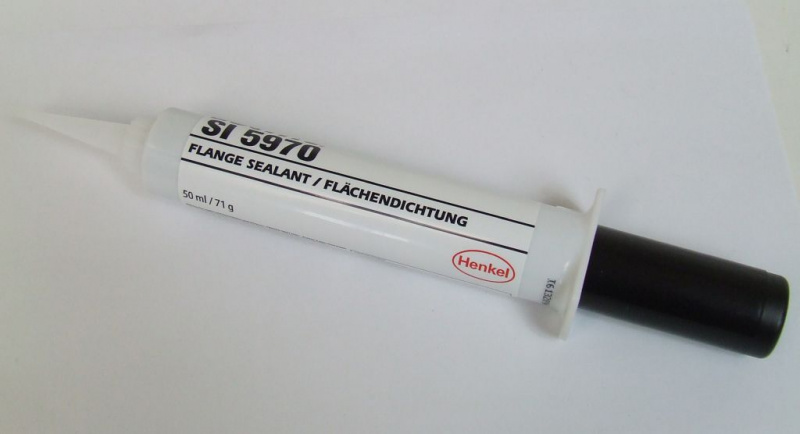 SI 5970
FLANGE SEALANT / FLÄCHENDICHTUNG
50 ml / 71 g
Henkel